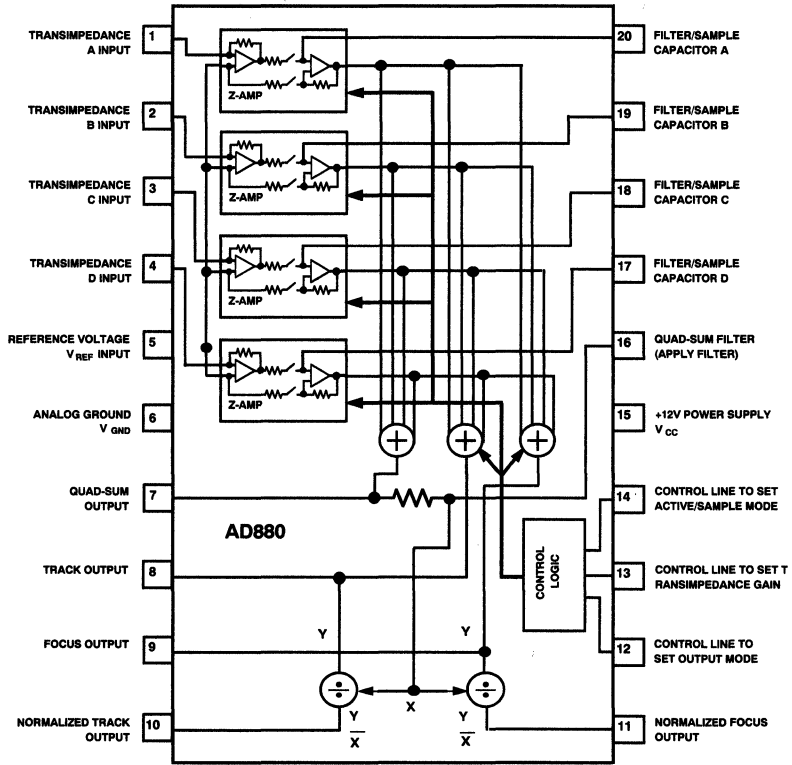 TRANSIMPEDANCE
A INPUT
1
TRANSIMPEDANCE
B INPUT
2
TRANSIMPEDANCE
C INPUT
3
TRANSIMPEDANCE
D INPUT
4
REFERENCE VOLTAGE
VREF INPUT
5
ANALOG GROUND
V GND
6
QUAD-SUM
OUTPUT
7
TRACK OUTPUT
8
FOCUS OUTPUT
9
NORMALIZED TRACK
OUTPUT
10
Z-AMP
Z-AMP
Z-AMP
Z-AMP
+
+
+
AD880
CONTROL
LOGIC
Y
Y
÷
÷
X
Y
X
Y
X
20
FILTER/SAMPLE
CAPACITOR A
19
FILTER/SAMPLE
CAPACITOR B
18
FILTER/SAMPLE
CAPACITOR C
17
FILTER/SAMPLE
CAPACITOR D
16
QUAD-SUM FILTER
(APPLY FILTER)
15
+12V POWER SUPPLY
V CC
14
CONTROL LINE TO SET
ACTIVE/SAMPLE MODE
13
CONTROL LINE TO SET T
RANSIMPEDANCE GAIN
12
CONTROL LINE TO
SET OUTPUT MODE
11
NORMALIZED FOCUS
OUTPUT